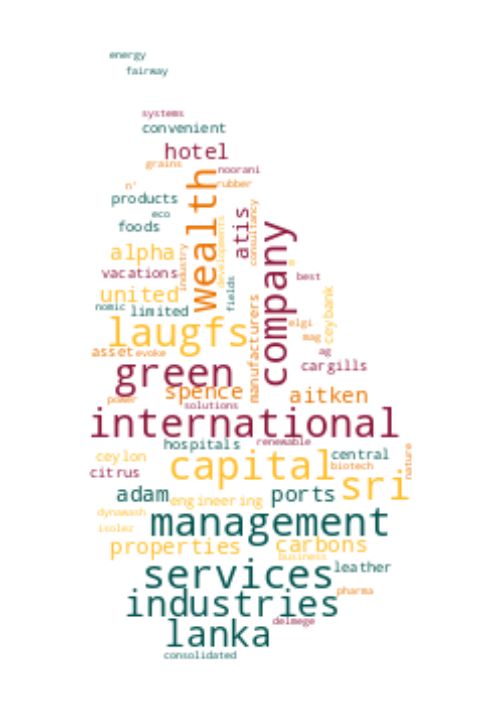 energy
fairway
systems
convenient
hotel
grains
noorani
n'
rubber
wealth
products
eco
foods
atis
consultancy
developments
company
alpha
industry
vacations
best
united
fields
ceybank
nomic
limited
manufacturers
elgi
laugfs
mag
asset
evoke
ag
green
cargills
spence
aitken
power
solutions
international
hospitals
renewable
central
ceylon
capital
biotech
nature
citrus
sri
adam
engineering
ports
dynawash
management
isolez
properties
carbons
business
services
leather
industries
pharma
lanka
delmege
consolidated